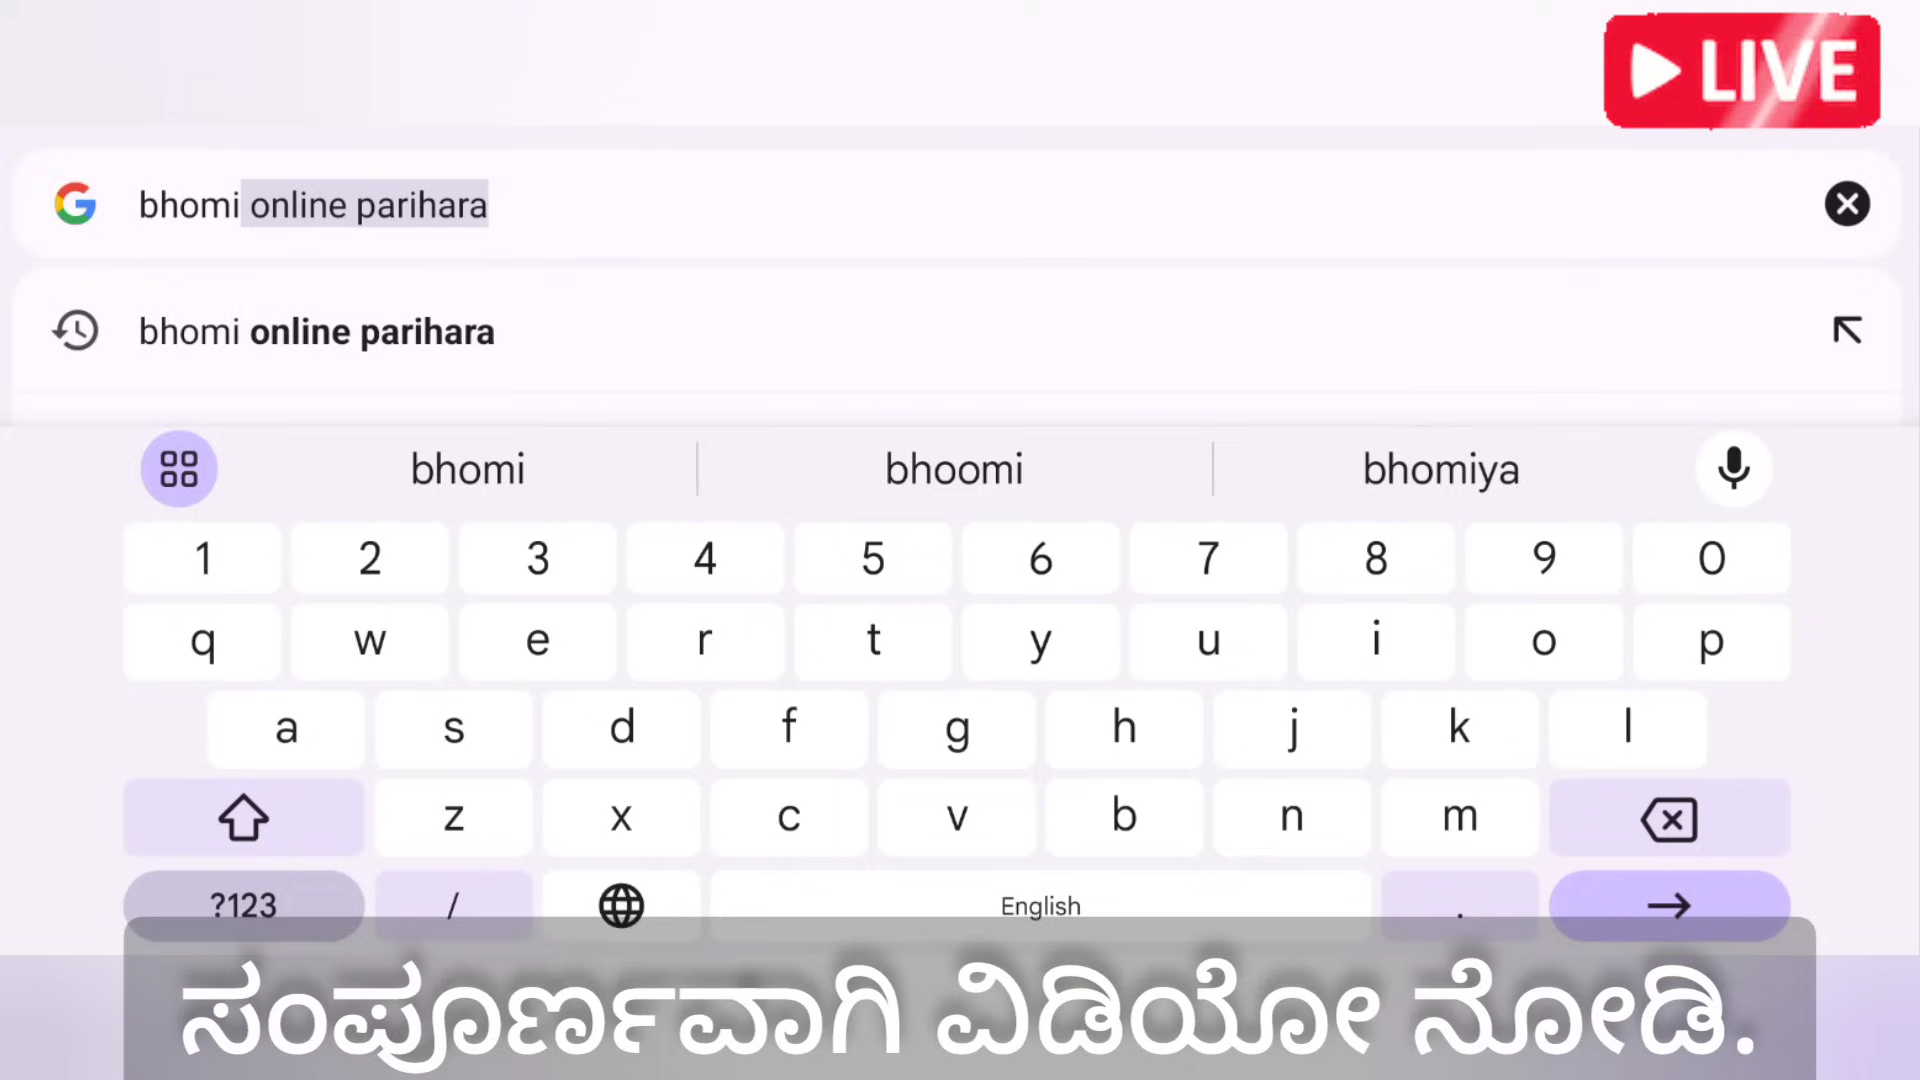 LIVE
bhomi online parihara
bhomi online parihara
bhomi bhoomi bhomiya
1 2 3 4 5 6 7 8 9 0
q w e r t y u i o p
a s d f g h j k l
z x c v b n m
?123 / English .
ಸಂಪೂರ್ಣವಾಗಿ ವಿಡಿಯೋ ನೋಡಿ.